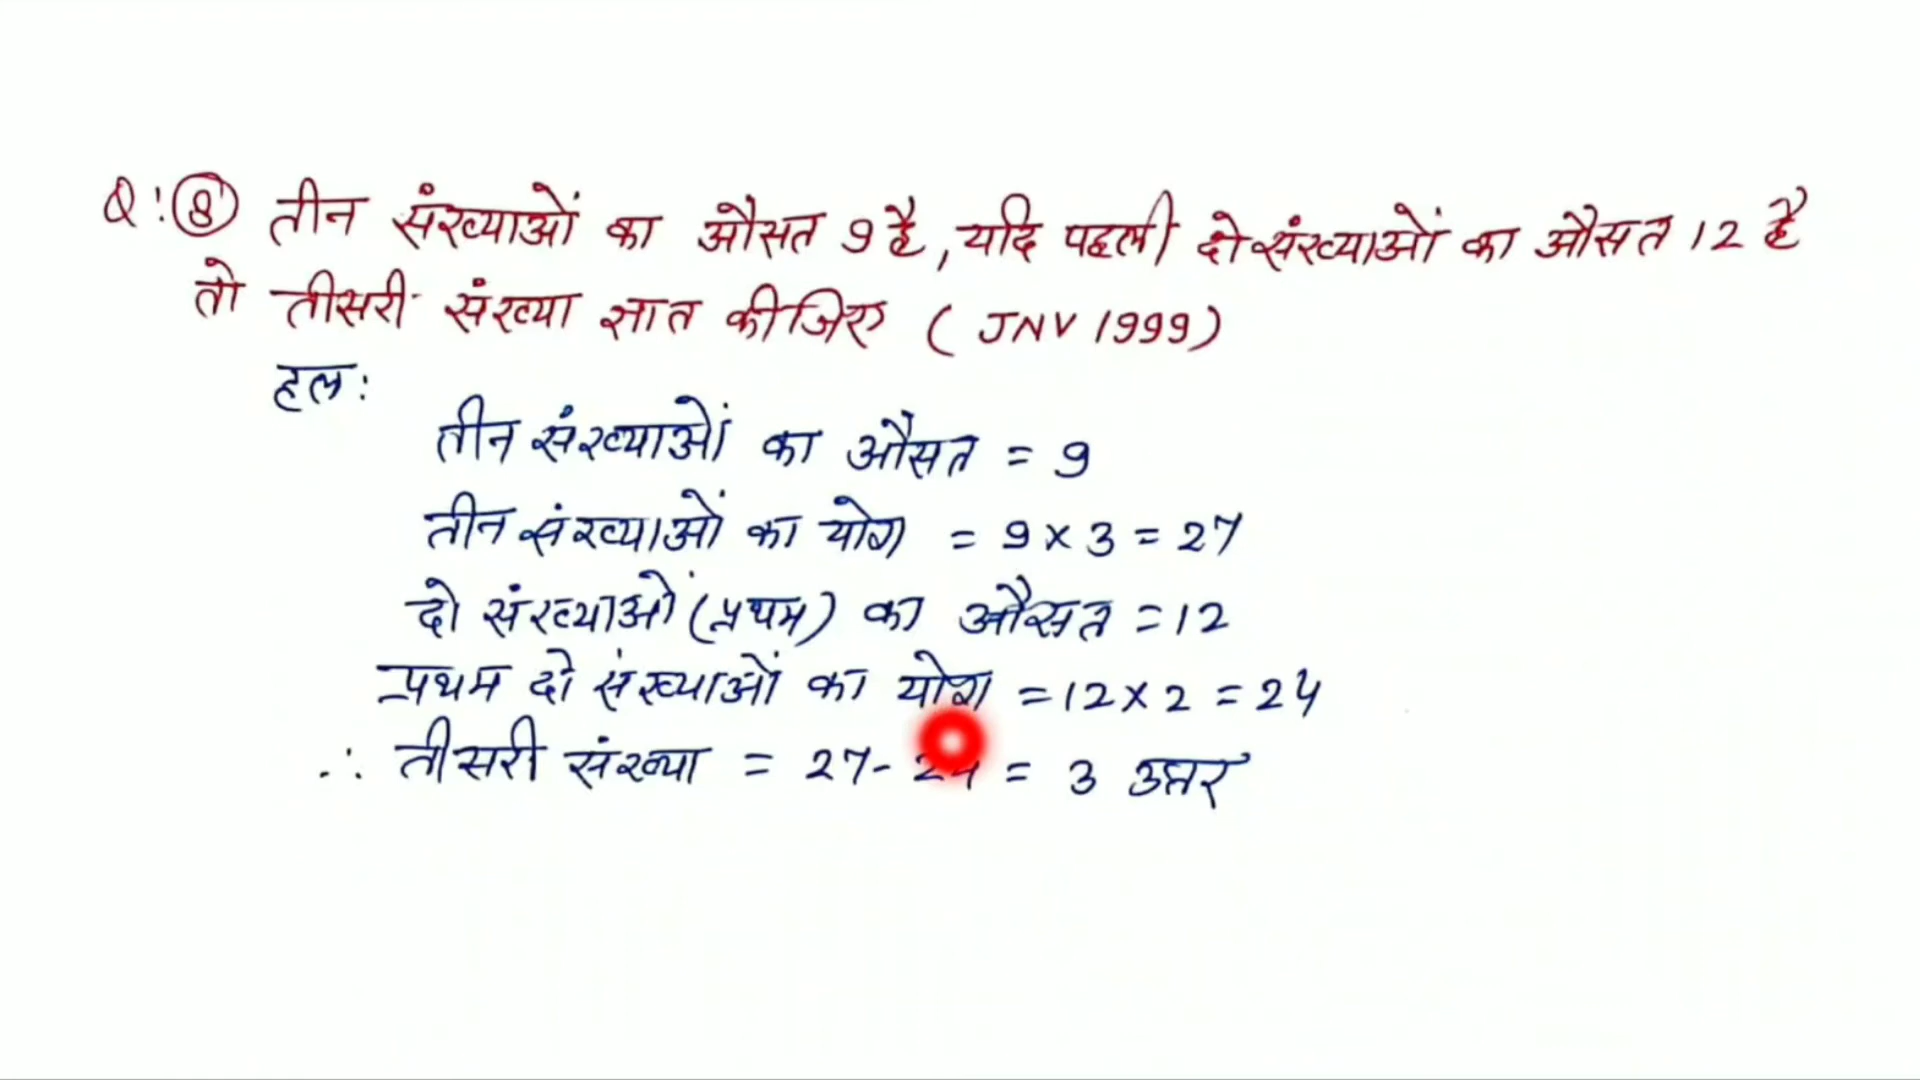 Q:⑧ तीन संख्याओं का औसत 9 है, यदि पहली दो संख्याओं का औसत 12 है
तो तीसरी संख्या ज्ञात कीजिए ( JNV 1999)
हल:
तीन संख्याओं का औसत = 9
तीन संख्याओं का योग = 9 × 3 = 27
दो संख्याओं (प्रथम) का औसत = 12
प्रथम दो संख्याओं का योग = 12 × 2 = 24
∴ तीसरी संख्या = 27 - 24 = 3 उत्तर